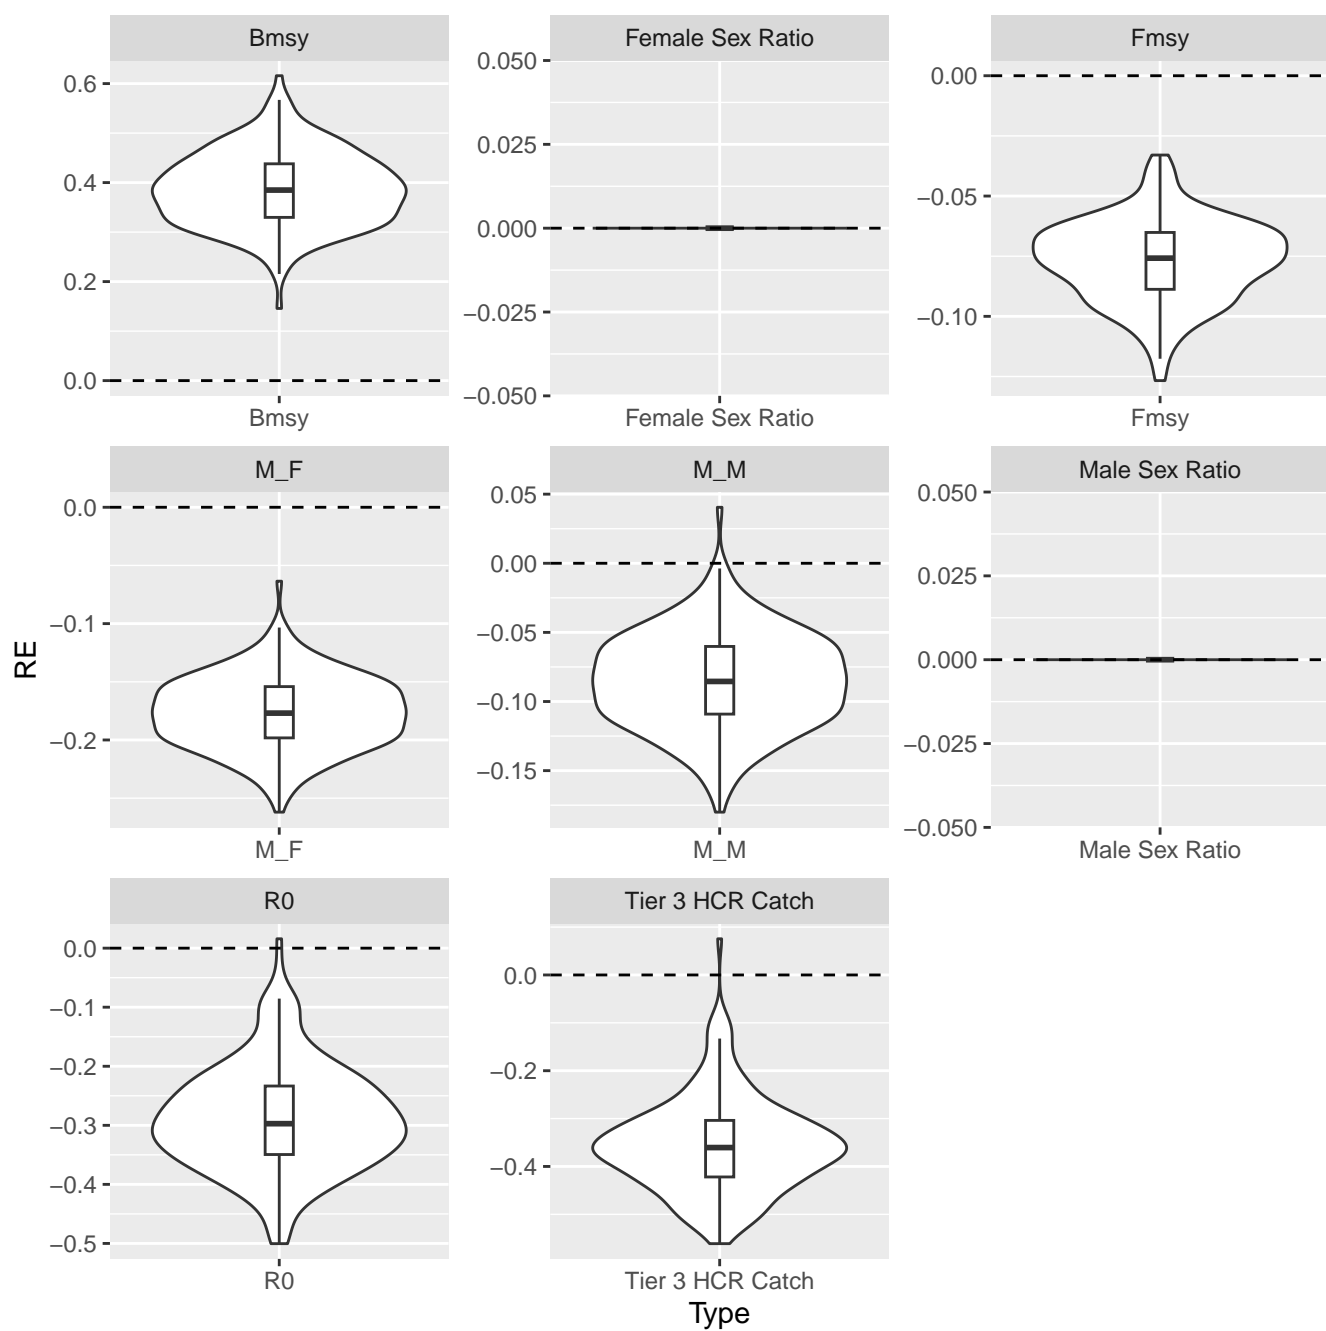 Bmsy
Female Sex Ratio
Fmsy
0.6
0.4
0.2
0.0
0.050
0.025
0.000
−0.025
−0.050
0.00
−0.05
−0.10
Bmsy
Female Sex Ratio
Fmsy
M_F
M_M
Male Sex Ratio
0.0
−0.1
−0.2
0.05
0.00
−0.05
−0.10
−0.15
0.050
0.025
0.000
−0.025
−0.050
M_F
M_M
Male Sex Ratio
RE
R0
Tier 3 HCR Catch
0.0
−0.1
−0.2
−0.3
−0.4
−0.5
0.0
−0.2
−0.4
R0
Tier 3 HCR Catch
Type